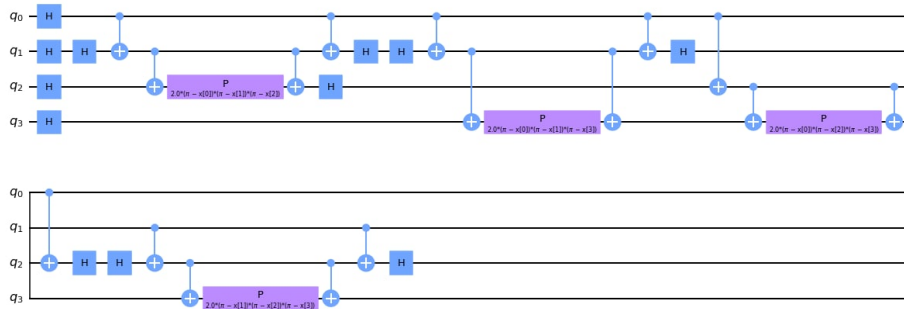 q0 H
q1 H H H H H
q2 H P H
2.0*(π − x[0])*(π − x[1])*(π − x[2])
q3 H P P
2.0*(π − x[0])*(π − x[1])*(π − x[3]) 2.0*(π − x[0])*(π − x[2])*(π − x[3])
q0
q1
q2 H H H
q3 P
2.0*(π − x[1])*(π − x[2])*(π − x[3])